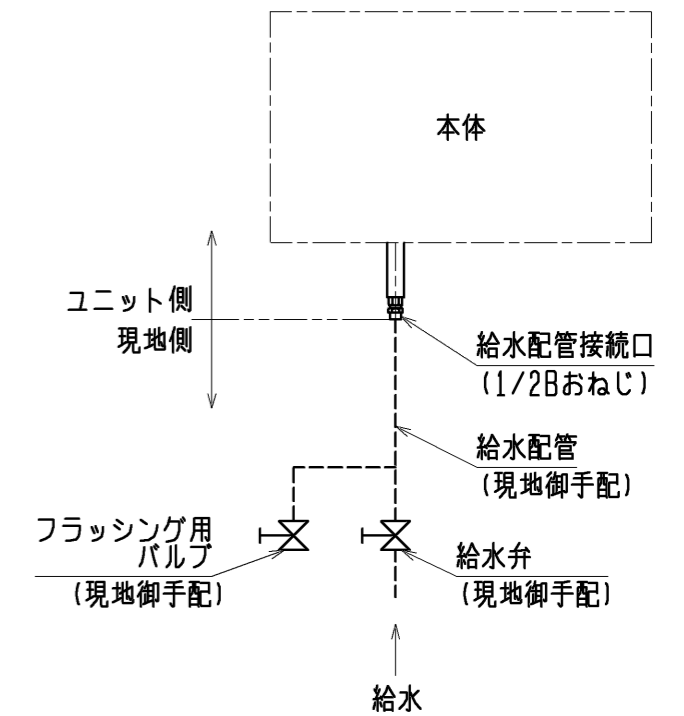 本体
ユニット側
現地側
給水配管接続口
(1/2Bおねじ)
給水配管
(現地御手配)
フラッシング用
バルブ
(現地御手配)
給水弁
(現地御手配)
給水